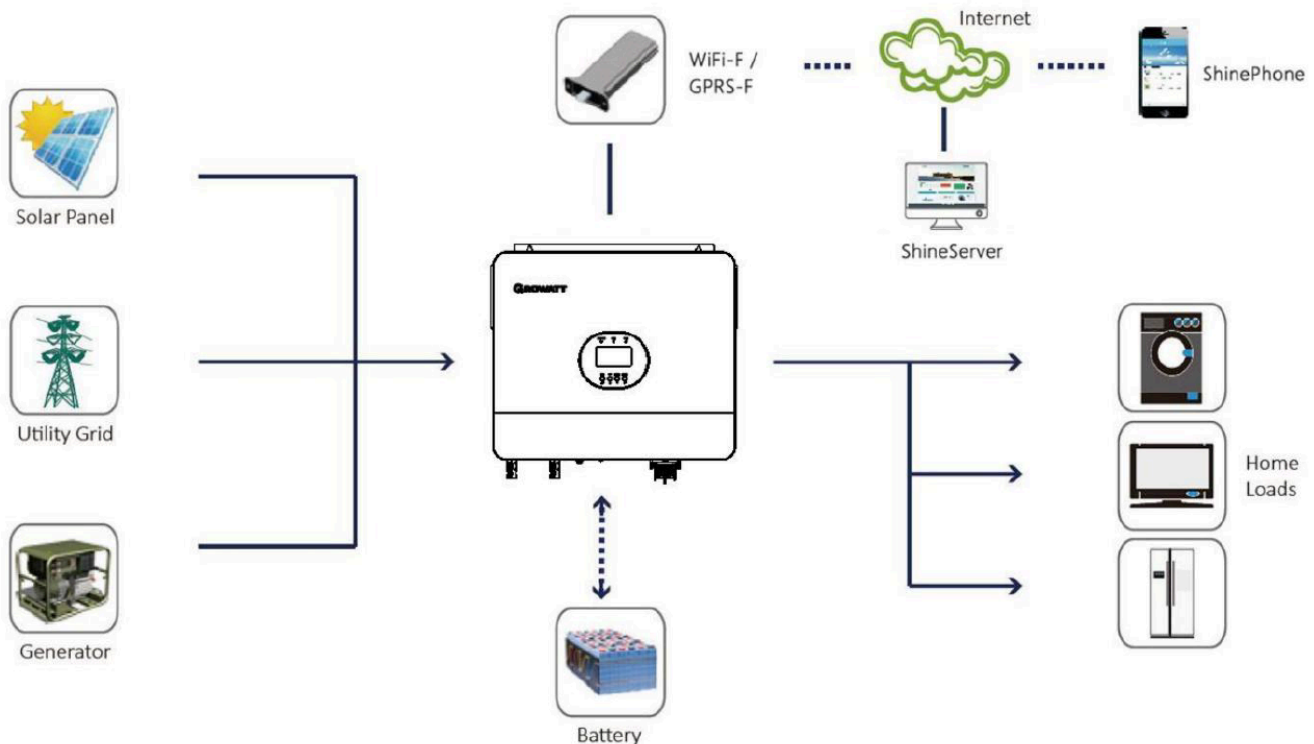 Internet
WiFi-F /
GPRS-F
ShinePhone
Solar Panel
ShineServer
GROWATT
Utility Grid
Home
Loads
Generator
Battery